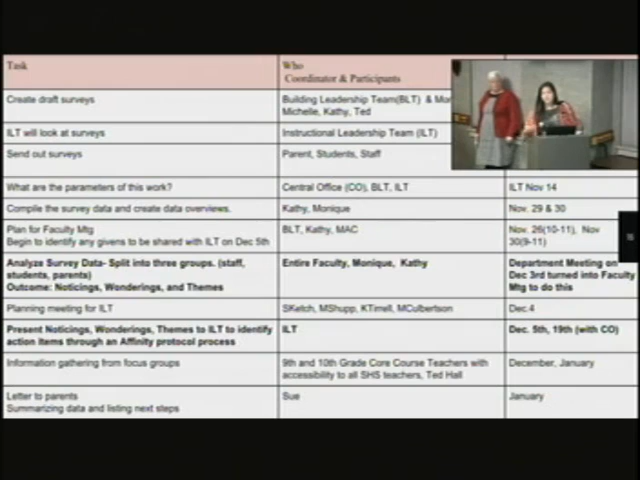 Task
Who
Coordinator & Participants
Create draft surveys
Building Leadership Team(BLT) & Mon
Michelle, Kathy, Ted
ILT will look at surveys
Instructional Leadership Team (ILT)
Send out surveys
Parent, Students, Staff
What are the parameters of this work?
Central Office (CO), BLT, ILT
ILT Nov 14
Compile the survey data and create data overviews.
Kathy, Monique
Nov. 29 & 30
Plan for Faculty Mtg
Begin to identify any givens to be shared with ILT on Dec 5th
BLT, Kathy, MAC
Nov. 26(10-11), Nov
30(9-11)
Analyze Survey Data- Split into three groups. (staff,
students, parents)
Outcome: Noticings, Wonderings, and Themes
Entire Faculty, Monique, Kathy
Department Meeting on
Dec 3rd turned into Faculty
Mtg to do this
Planning meeting for ILT
SKetch, MShupp, KTirrell, MCulbertson
Dec.4
Present Noticings, Wonderings, Themes to ILT to identify
action items through an Affinity protocol process
ILT
Dec. 5th, 19th (with CO)
Information gathering from focus groups
9th and 10th Grade Core Course Teachers with
accessibility to all SHS teachers, Ted Hall
December, January
Letter to parents
Summarizing data and listing next steps
Sue
January